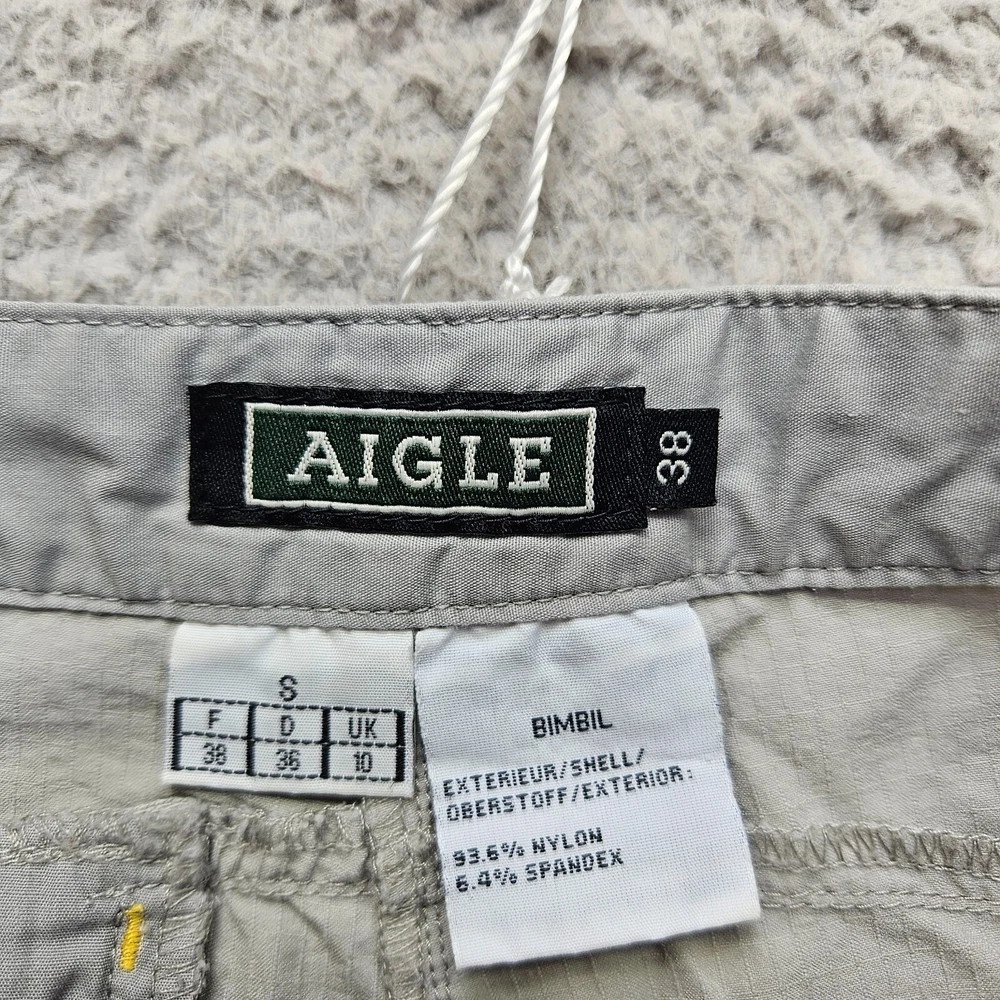 AIGLE
38
S
F D UK
38 36 10
BIMBIL
EXTERIEUR/SHELL/
OBERSTOFF/EXTERIOR:
93.6% NYLON
6.4% SPANDEX